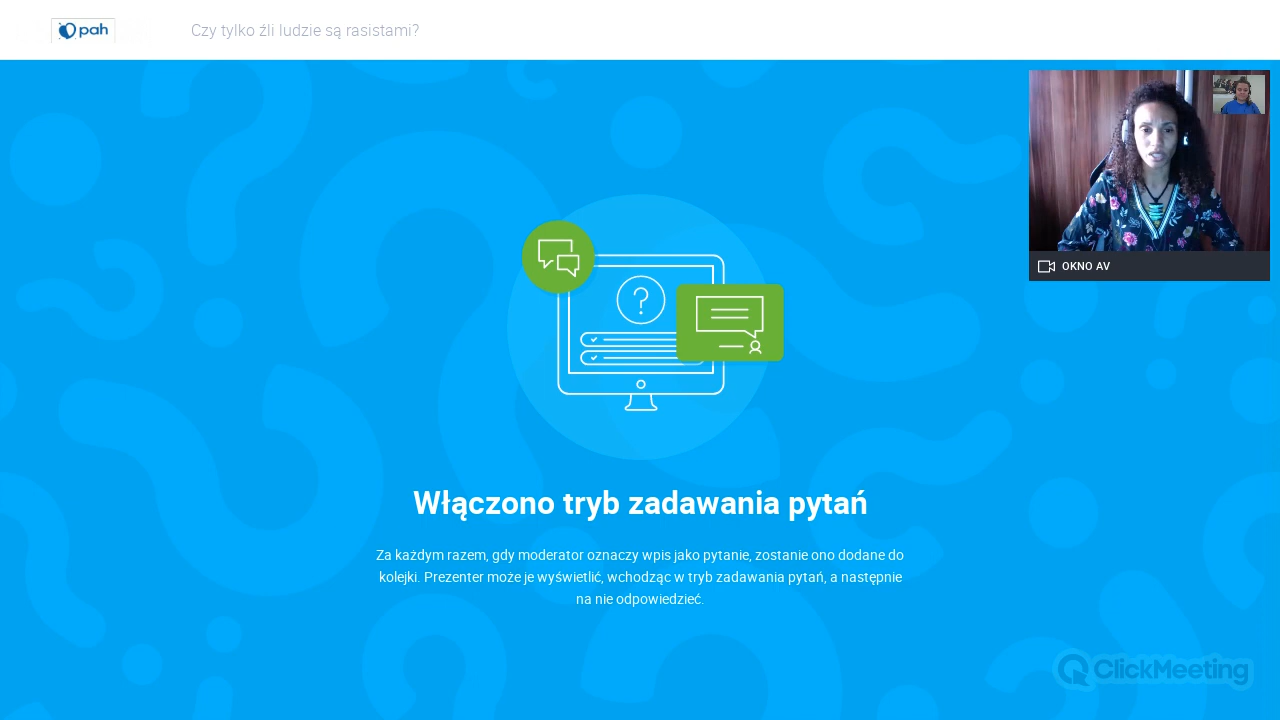 pah
Czy tylko źli ludzie są rasistami?
OKNO AV
Włączono tryb zadawania pytań
Za każdym razem, gdy moderator oznaczy wpis jako pytanie, zostanie ono dodane do
kolejki. Prezenter może je wyświetlić, wchodząc w tryb zadawania pytań, a następnie
na nie odpowiedzieć.
ClickMeeting